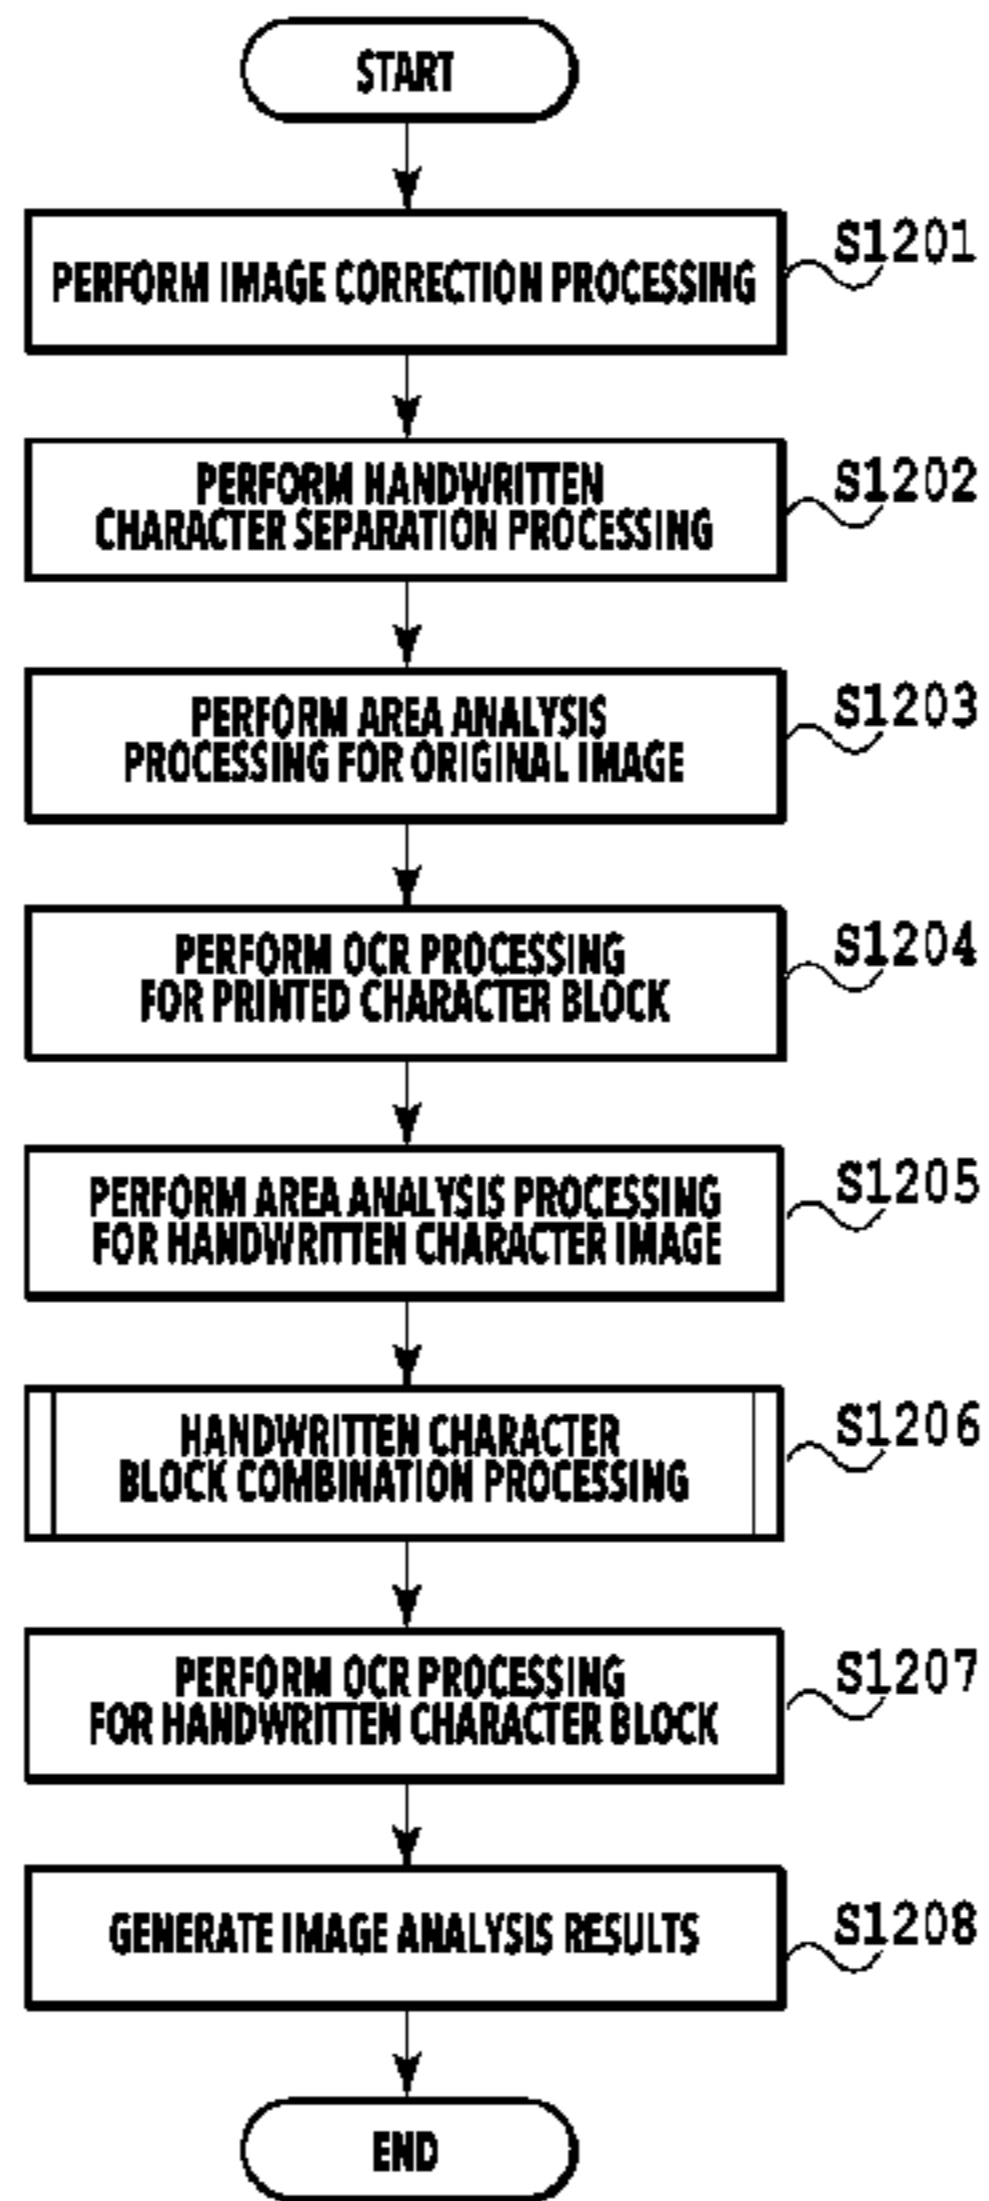 START
PERFORM IMAGE CORRECTION PROCESSING
S1201
PERFORM HANDWRITTEN
CHARACTER SEPARATION PROCESSING
S1202
PERFORM AREA ANALYSIS
PROCESSING FOR ORIGINAL IMAGE
S1203
PERFORM OCR PROCESSING
FOR PRINTED CHARACTER BLOCK
S1204
PERFORM AREA ANALYSIS PROCESSING
FOR HANDWRITTEN CHARACTER IMAGE
S1205
HANDWRITTEN CHARACTER
BLOCK COMBINATION PROCESSING
S1206
PERFORM OCR PROCESSING
FOR HANDWRITTEN CHARACTER BLOCK
S1207
GENERATE IMAGE ANALYSIS RESULTS
S1208
END